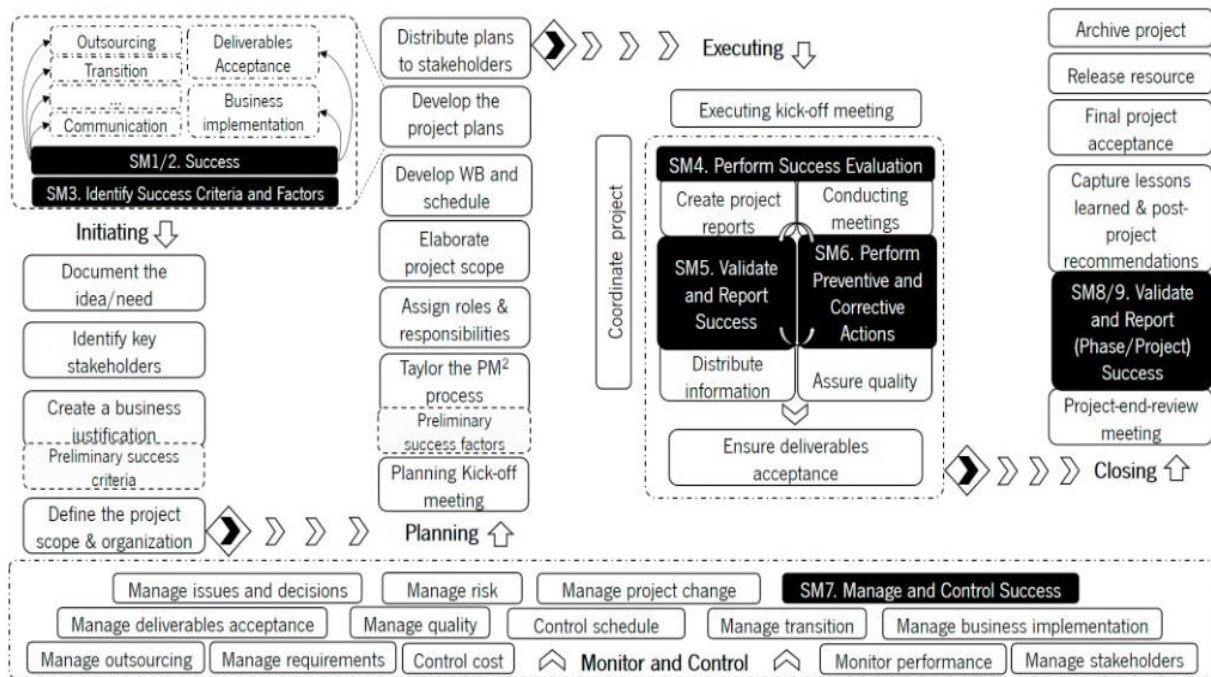 Outsourcing
Transition
...
Communication
Deliverables
Acceptance
Business
implementation
SM1/2. Success
SM3. Identify Success Criteria and Factors
Initiating
Document the
idea/need
Identify key
stakeholders
Create a business
justification
Preliminary success
criteria
Define the project
scope & organization
Distribute plans
to stakeholders
Develop the
project plans
Develop WB and
schedule
Elaborate
project scope
Assign roles &
responsibilities
Taylor the PM²
process
Preliminary
success factors
Planning Kick-off
meeting
Planning
Executing
Executing kick-off meeting
Coordinate project
SM4. Perform Success Evaluation
Create project
reports
Conducting
meetings
SM5. Validate
and Report
Success
SM6. Perform
Preventive and
Corrective
Actions
Distribute
information
Assure quality
Ensure deliverables
acceptance
Archive project
Release resource
Final project
acceptance
Capture lessons
learned & post-
project
recommendations
SM8/9. Validate
and Report
(Phase/Project)
Success
Project-end-review
meeting
Closing
Manage issues and decisions
Manage risk
Manage project change
SM7. Manage and Control Success
Manage deliverables acceptance
Manage quality
Control schedule
Manage transition
Manage business implementation
Manage outsourcing
Manage requirements
Control cost
Monitor and Control
Monitor performance
Manage stakeholders